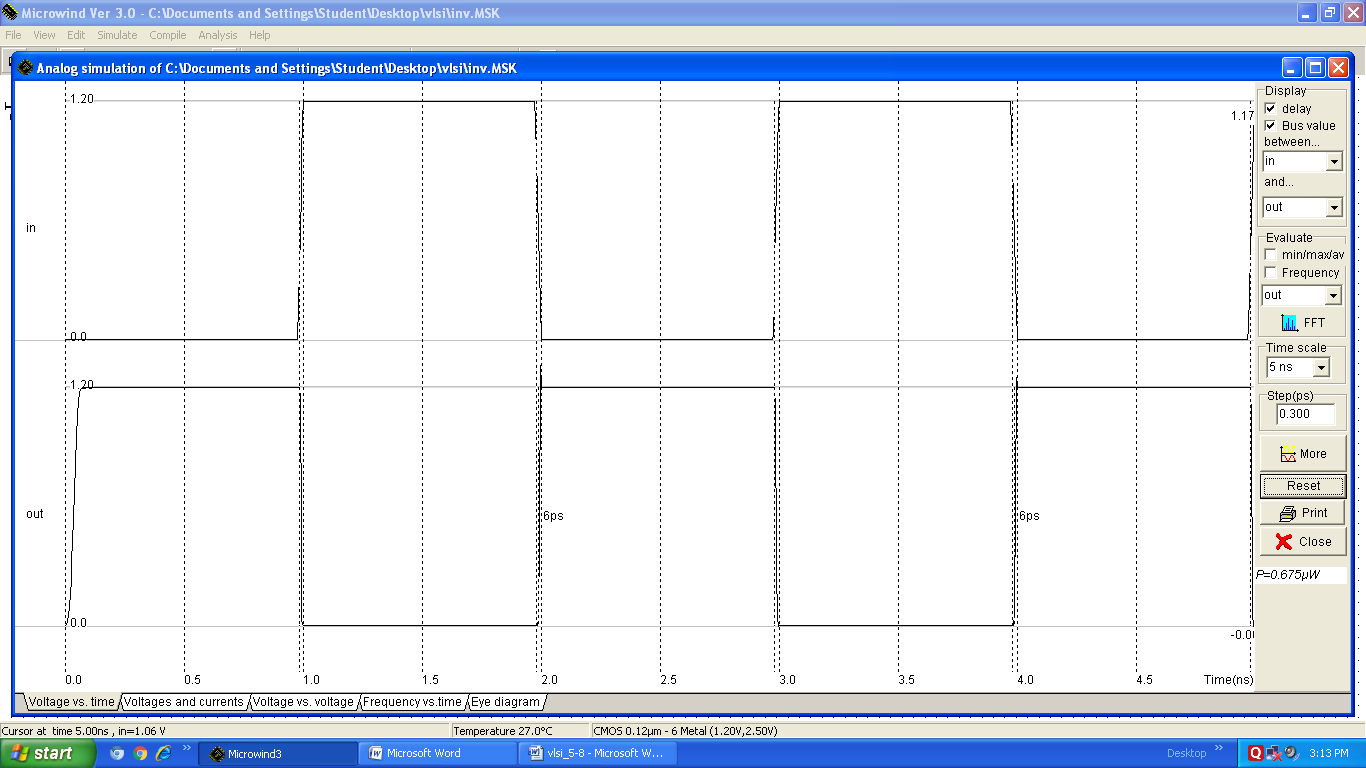 Microwind Ver 3.0 - C:\Documents and Settings\Student\Desktop\vlsi\inv.MSK
File View Edit Simulate Compile Analysis Help
Analog simulation of C:\Documents and Settings\Student\Desktop\vlsi\inv.MSK
1.20
1.17
in
0.0
1.20
out
6ps
6ps
0.0
-0.0
0.0 0.5 1.0 1.5 2.0 2.5 3.0 3.5 4.0 4.5 Time(ns)
Display
delay
Bus value
between...
in
and...
out
Evaluate
min/max/av
Frequency
out
FFT
Time scale
5 ns
Step(ps)
0.300
More
Reset
Print
Close
P=0.675µW
Voltage vs. time Voltages and currents Voltage vs. voltage Frequency vs.time Eye diagram
Cursor at time 5.00ns , in=1.06 V Temperature 27.0°C CMOS 0.12µm - 6 Metal (1.20V,2.50V)
start Microwind3 Microsoft Word vlsi_5-8 - Microsoft W... Desktop 3:13 PM